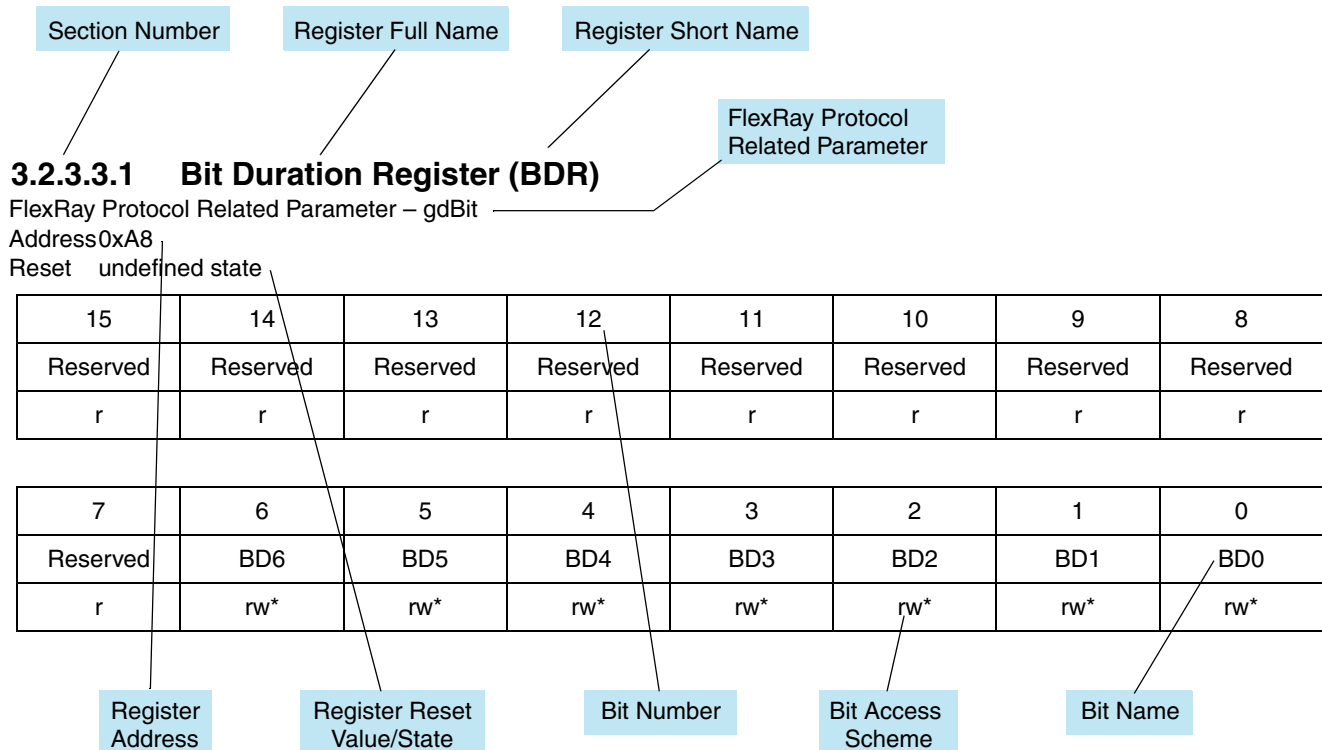 Section Number Register Full Name Register Short Name
FlexRay Protocol
Related Parameter
3.2.3.3.1 Bit Duration Register (BDR)
FlexRay Protocol Related Parameter – gdBit
Address0xA8
Reset undefined state
15 14 13 12 11 10 9 8
Reserved Reserved Reserved Reserved Reserved Reserved Reserved Reserved
r r r r r r r r
7 6 5 4 3 2 1 0
Reserved BD6 BD5 BD4 BD3 BD2 BD1 BD0
r rw* rw* rw* rw* rw* rw* rw*
Register Address
Register Reset Value/State
Bit Number
Bit Access Scheme
Bit Name